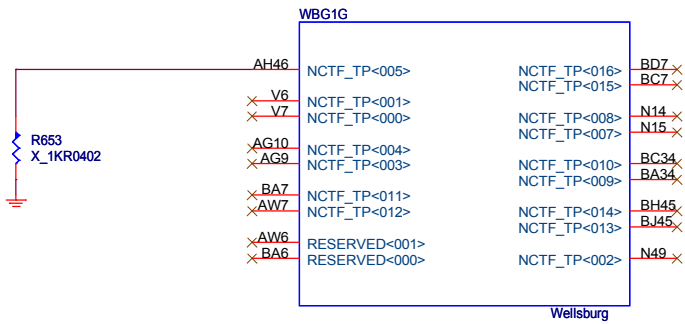 WBG1G
AH46 NCTF_TP<005> NCTF_TP<016> BD7
NCTF_TP<015> BC7
V6 NCTF_TP<001>
V7 NCTF_TP<000> NCTF_TP<008> N14
NCTF_TP<007> N15
R653
X_1KR0402
AG10 NCTF_TP<004>
AG9 NCTF_TP<003> NCTF_TP<010> BC34
NCTF_TP<009> BA34
BA7 NCTF_TP<011>
AW7 NCTF_TP<012> NCTF_TP<014> BH45
NCTF_TP<013> BJ45
AW6 RESERVED<001>
BA6 RESERVED<000> NCTF_TP<002> N49
Wellsburg